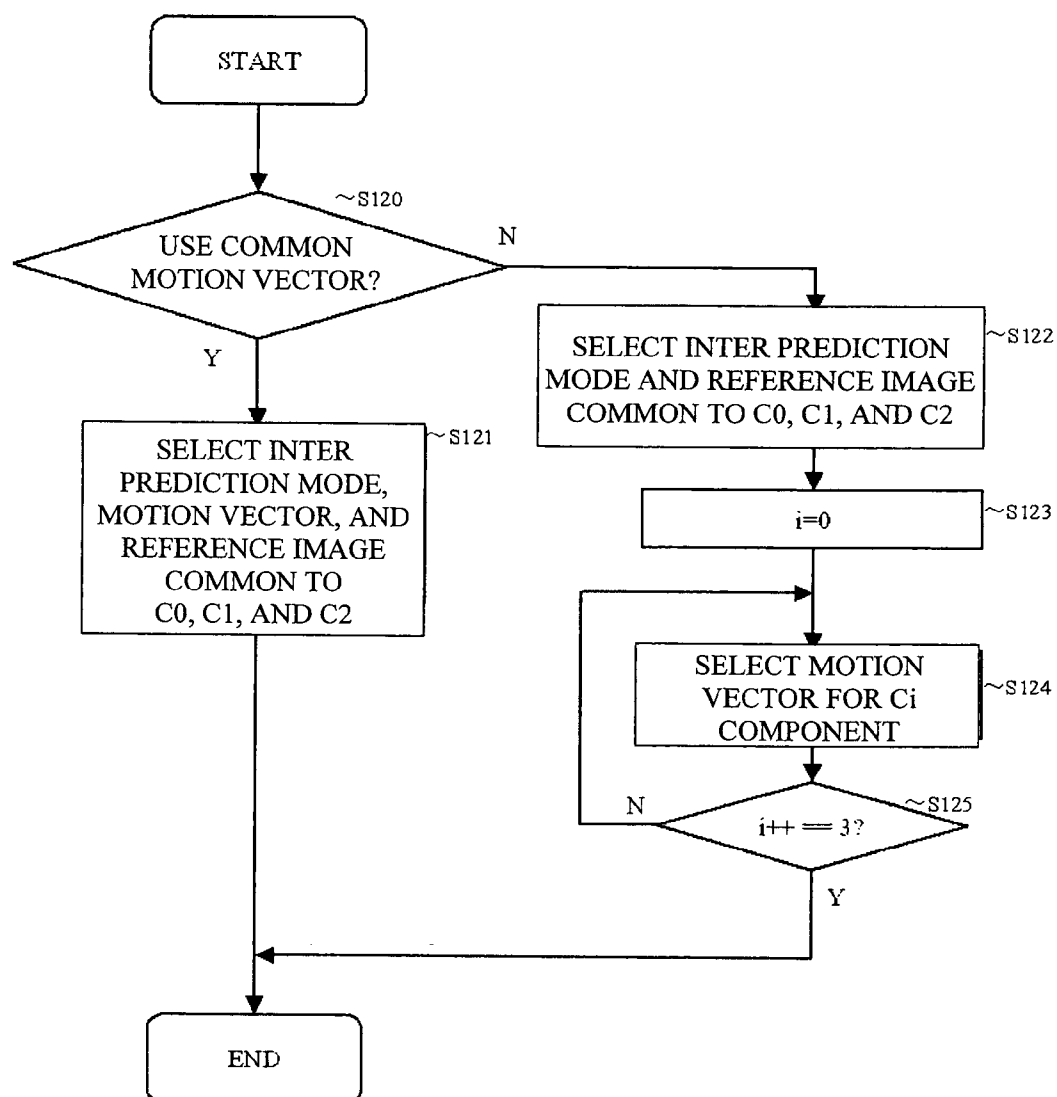 START
~S120
USE COMMON
MOTION VECTOR?
N
Y
~S122
SELECT INTER PREDICTION
MODE AND REFERENCE IMAGE
COMMON TO C0, C1, AND C2
~S121
SELECT INTER
PREDICTION MODE,
MOTION VECTOR, AND
REFERENCE IMAGE
COMMON TO
C0, C1, AND C2
~S123
i=0
SELECT MOTION
VECTOR FOR Ci
COMPONENT
~S124
N
~S125
i++ == 3?
Y
END